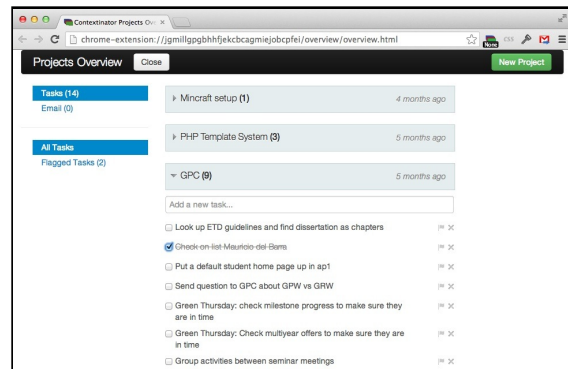 Contextinator Projects Ov
chrome-extension://jgmillgpgbhhfjekcbcagmiejobcpfei/overview/overview.html
None
css
Projects Overview Close New Project
Tasks (14)
Email (0)
All Tasks
Flagged Tasks (2)
Mincraft setup (1) 4 months ago
PHP Template System (3) 5 months ago
GPC (9) 5 months ago
Add a new task...
Look up ETD guidelines and find dissertation as chapters
Check on list Mauricio del Barra
Put a default student home page up in ap1
Send question to GPC about GPW vs GRW
Green Thursday: check milestone progress to make sure they
are in time
Green Thursday: Check multiyear offers to make sure they are
in time
Group activities between seminar meetings